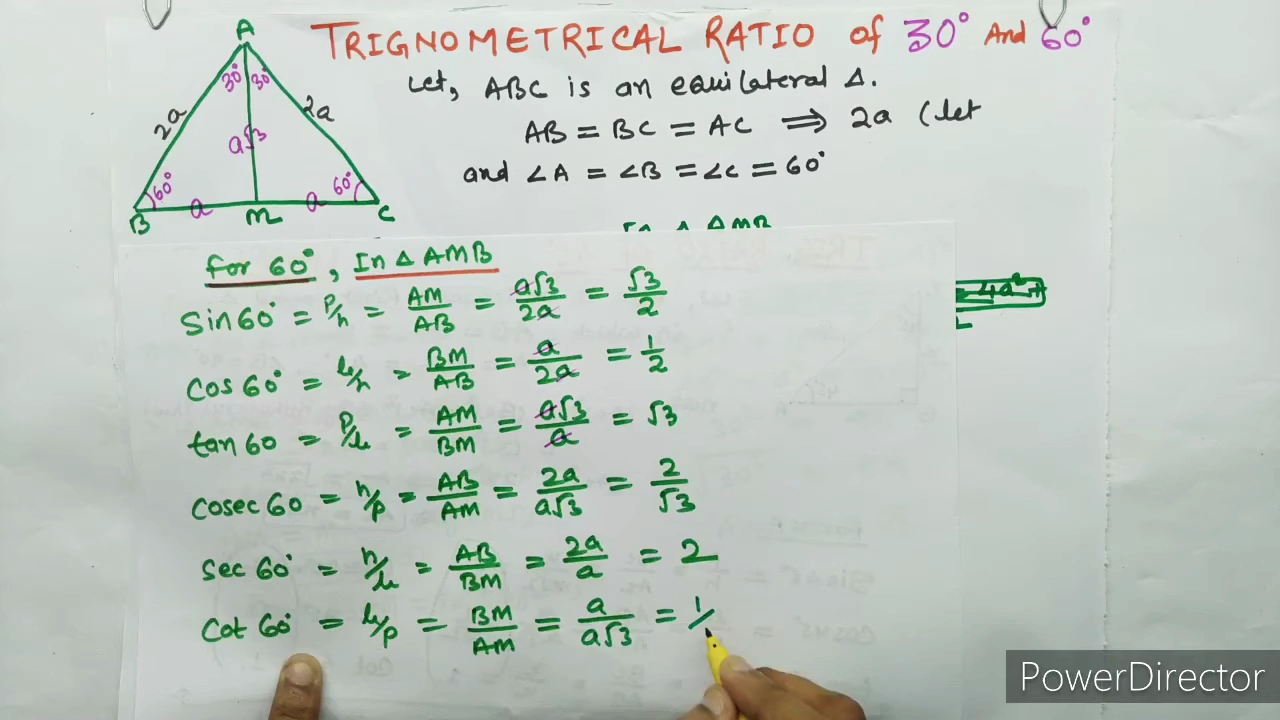 TRIGNOMETRICAL RATIO of 30° And 60°
Let, ABC is an equilateral Δ.
AB = BC = AC ⟹ 2a (let
and ∠A = ∠B = ∠C = 60°
A
30° 30°
2a 2a
a√3
60° 60°
a a
B M C
In Δ AMB
4a²
For 60°, In Δ AMB
Sin60° = p/h = AM/AB = a√3/2a = √3/2
Cos 60° = b/h = BM/AB = a/2a = 1/2
tan 60 = p/b = AM/BM = a√3/a = √3
Cosec 60 = h/p = AB/AM = 2a/a√3 = 2/√3
Sec 60° = h/b = AB/BM = 2a/a = 2
Cot 60° = b/p = BM/AM = a/a√3 = 1/
PowerDirector